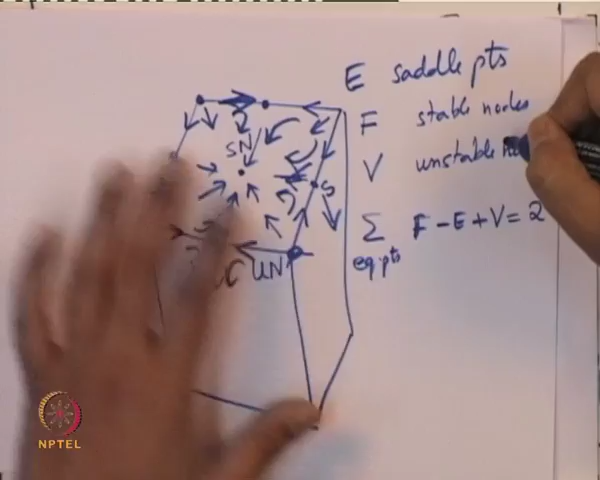 E saddle pts
F stable nodes
V unstable
Σ F - E + V = 2
eq pts
SN
S
UN
NPTEL